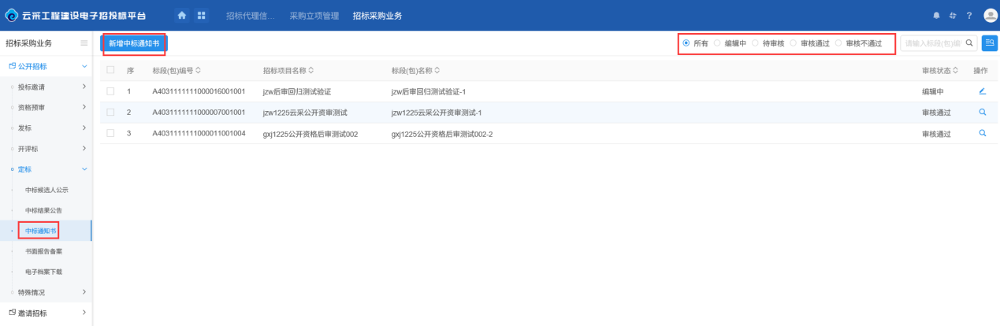 云采工程建设电子招投标平台 招标代理信... 采购立项管理 招标采购业务
招标采购业务
新增中标通知书
所有 编辑中 待审核 审核通过 审核不通过 请输入标段(包)编
公开招标
投标邀请
资格预审
发标
开评标
定标
中标候选人公示
中标结果公告
中标通知书
书面报告备案
电子档案下载
特殊情况
邀请招标
序 标段(包)编号 招标项目名称 标段(包)名称 审核状态 操作
1 A4031111111000016001001 jzw后审回归测试验证 jzw后审回归测试验证-1 编辑中
2 A4031111111000007001001 jzw1225云采公开资审测试 jzw1225云采公开资审测试-1 审核通过
3 A4031111111000011001004 gxj1225公开资格后审测试002 gxj1225公开资格后审测试002-2 审核通过